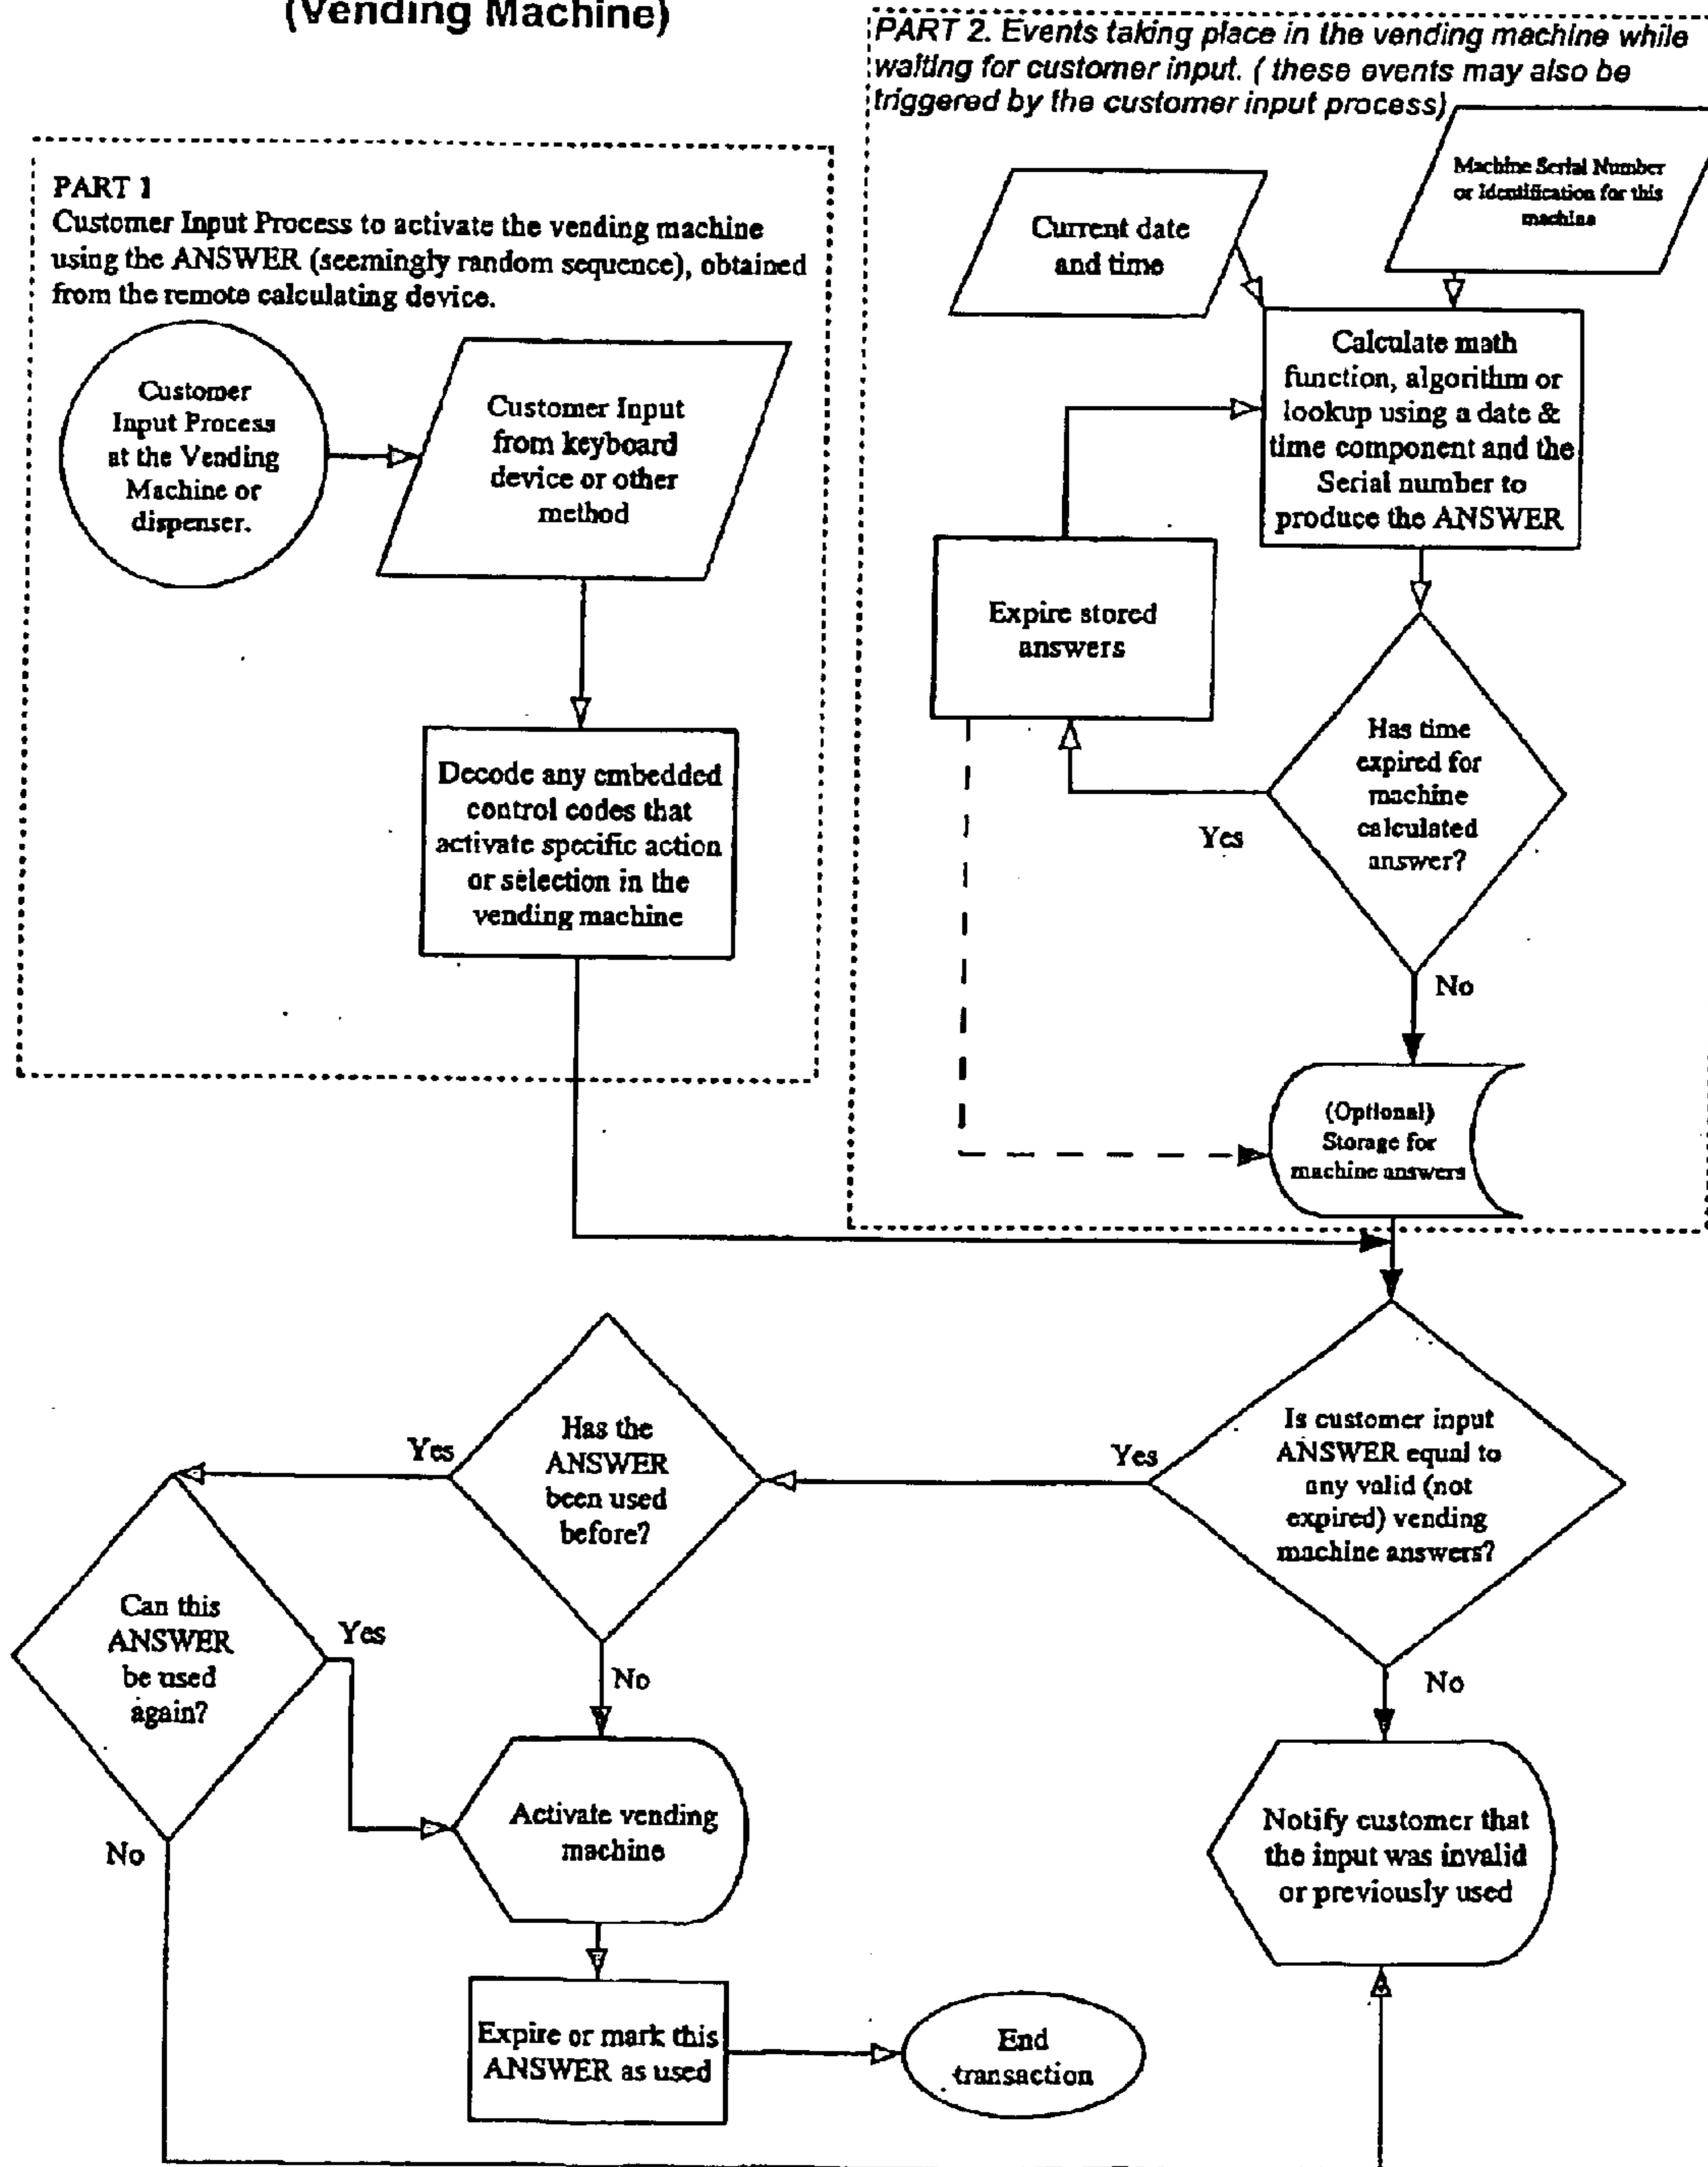 (Vending Machine)
PART 1
Customer Input Process to activate the vending machine
using the ANSWER (seemingly random sequence), obtained
from the remote calculating device.
Customer
Input Process
at the Vending
Machine or
dispenser.
Customer Input
from keyboard
device or other
method
Decode any embedded
control codes that
activate specific action
or selection in the
vending machine
PART 2. Events taking place in the vending machine while
waiting for customer input. ( these events may also be
triggered by the customer input process)
Current date
and time
Machine Serial Number
or Identification for this
machine
Calculate math
function, algorithm or
lookup using a date &
time component and the
Serial number to
produce the ANSWER
Expire stored
answers
Has time
expired for
machine
calculated
answer?
Yes
No
(Optional)
Storage for
machine answers
Is customer input
ANSWER equal to
any valid (not
expired) vending
machine answers?
Yes
No
Has the
ANSWER
been used
before?
Yes
No
Can this
ANSWER
be used
again?
Yes
No
Activate vending
machine
Notify customer that
the input was invalid
or previously used
Expire or mark this
ANSWER as used
End
transaction